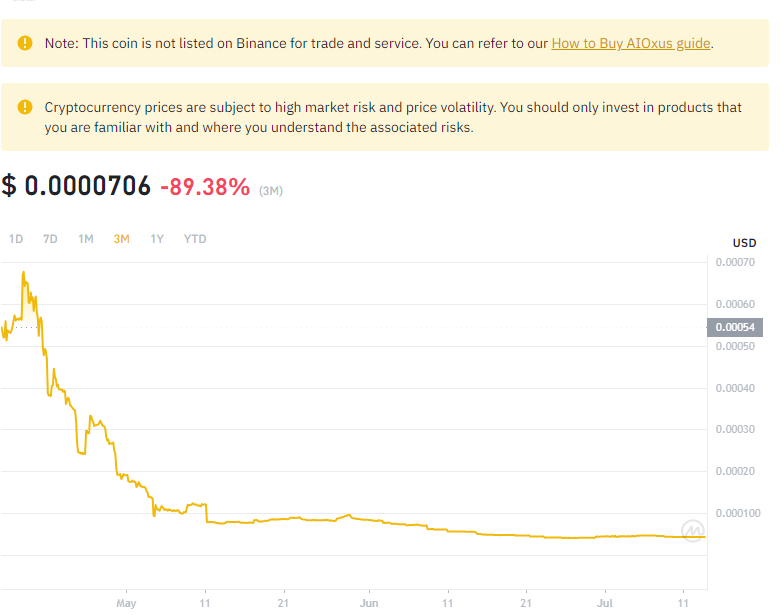 Note: This coin is not listed on Binance for trade and service. You can refer to our How to Buy AIOxus guide.
Cryptocurrency prices are subject to high market risk and price volatility. You should only invest in products that
you are familiar with and where you understand the associated risks.
$ 0.0000706 -89.38% (3M)
1D 7D 1M 3M 1Y YTD
USD
0.00070
0.00060
0.00054
0.00050
0.00040
0.00030
0.00020
0.000100
May 11 21 Jun 11 21 Jul 11